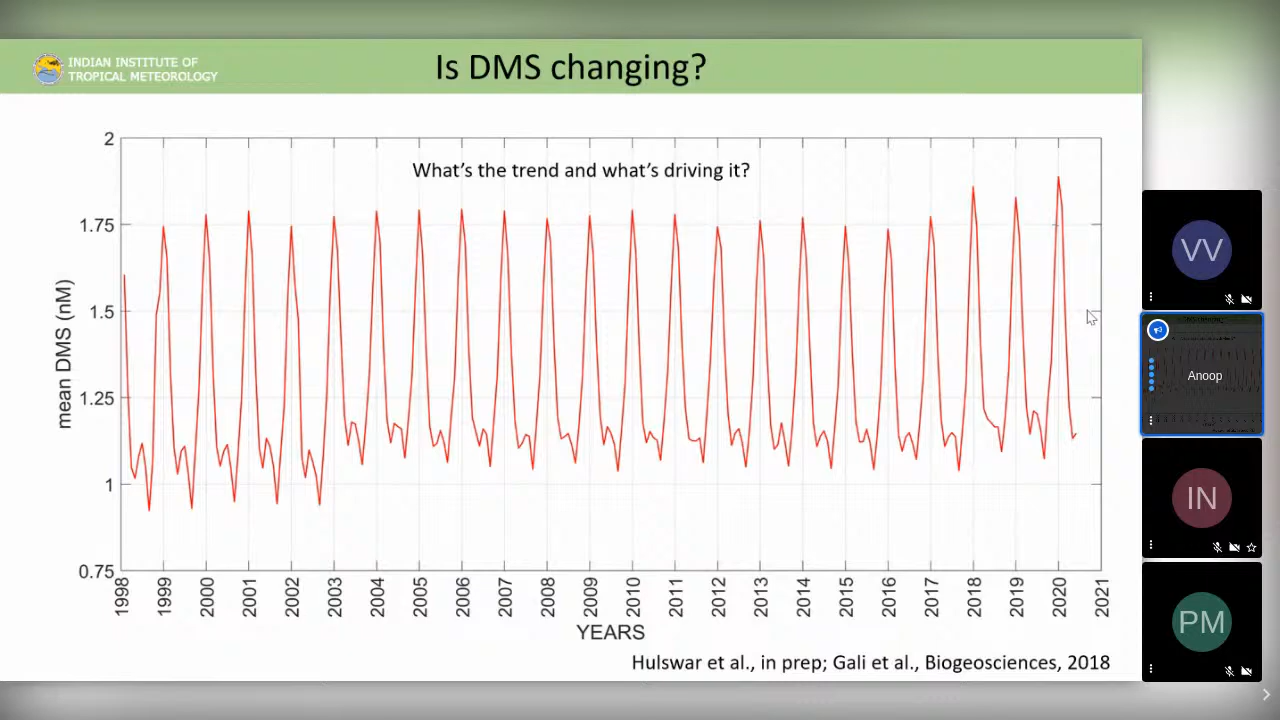 INDIAN INSTITUTE OF
TROPICAL METEOROLOGY
Is DMS changing?
What's the trend and what's driving it?
2
1.75
1.5
1.25
1
0.75
mean DMS (nM)
1998 1999 2000 2001 2002 2003 2004 2005 2006 2007 2008 2009 2010 2011 2012 2013 2014 2015 2016 2017 2018 2019 2020 2021
YEARS
Hulswar et al., in prep; Gali et al., Biogeosciences, 2018
VV
Anoop
IN
PM